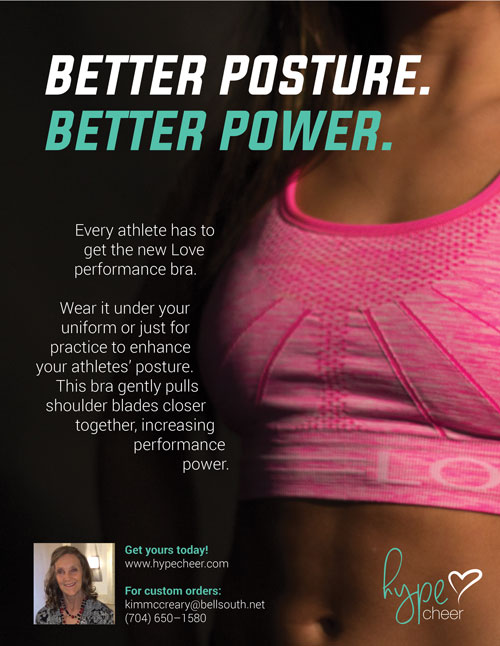 BETTER POSTURE.
BETTER POWER.
Every athlete has to
get the new Love
performance bra.
Wear it under your
uniform or just for
practice to enhance
your athletes’ posture.
This bra gently pulls
shoulder blades closer
together, increasing
performance
power.
LO
Get yours today!
www.hypecheer.com
For custom orders:
kimmccreary@bellsouth.net
(704) 650–1580
hype
cheer